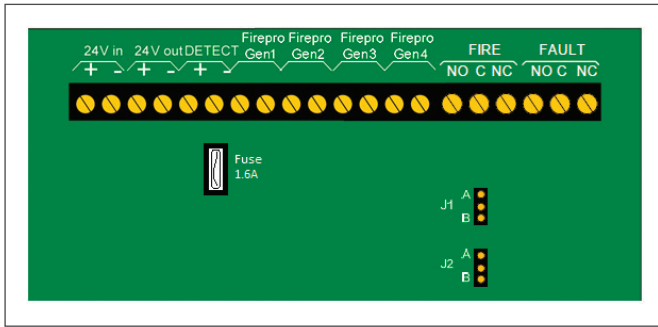 Firepro Firepro Firepro Firepro
24V in 24V out DETECT Gen1 Gen2 Gen3 Gen4 FIRE FAULT
+ - + - + - NO C NC NO C NC
Fuse
1.6A
A
J1
B
A
J2
B